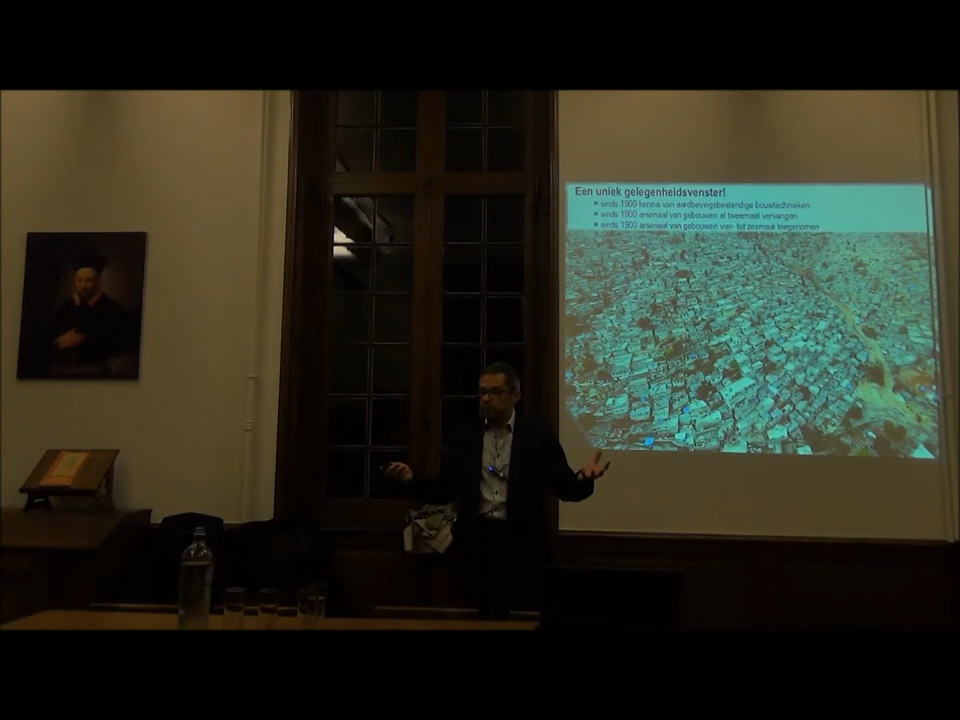 Een uniek gelegenheidsvenster!
× sinds 1900 kennis van aardbevingsbestendige bouwtechnieken
× sinds 1900 arsenaal van gebouwen al tweemaal vervangen
× sinds 1900 arsenaal van gebouwen vier- tot zesmaal toegenomen